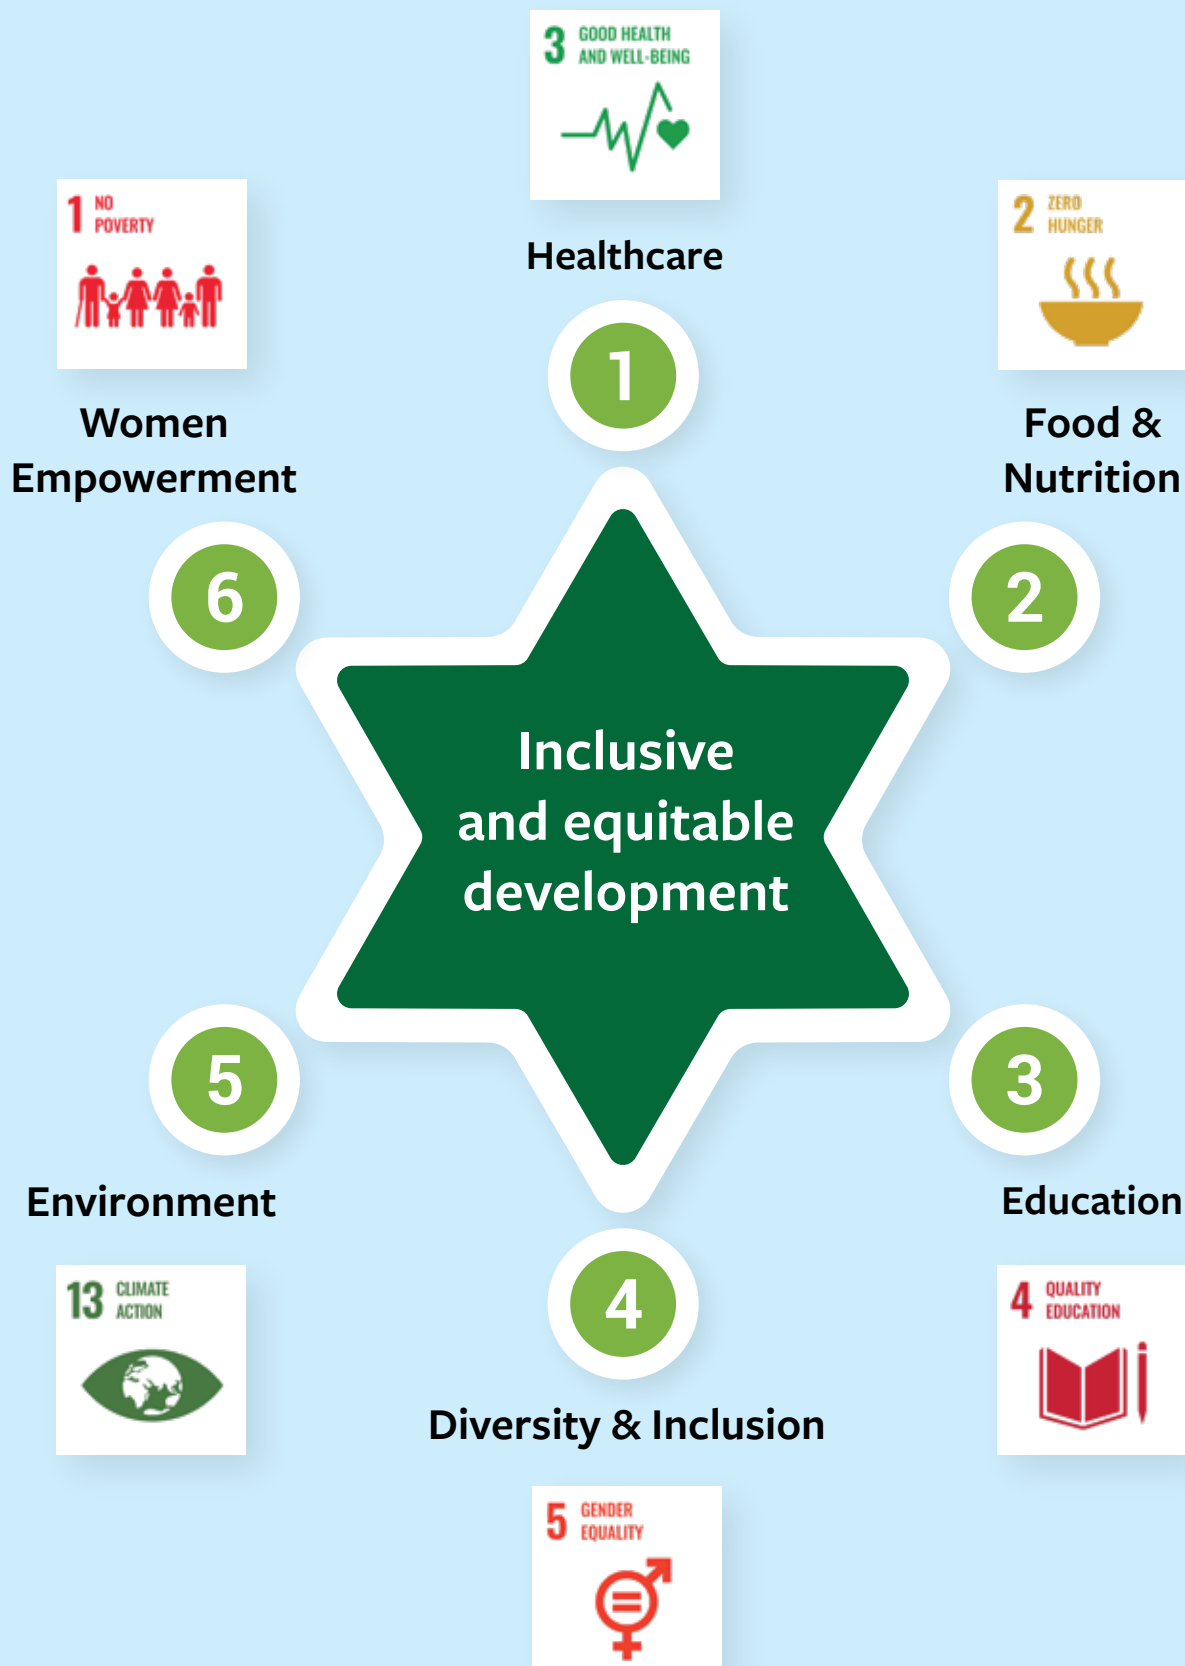 3 GOOD HEALTH
AND WELL-BEING
Healthcare
1
2 ZERO
HUNGER
Food &
Nutrition
2
Inclusive
and equitable
development
3
Education
4 QUALITY
EDUCATION
4
Diversity & Inclusion
5 GENDER
EQUALITY
5
Environment
13 CLIMATE
ACTION
1 NO
POVERTY
Women
Empowerment
6